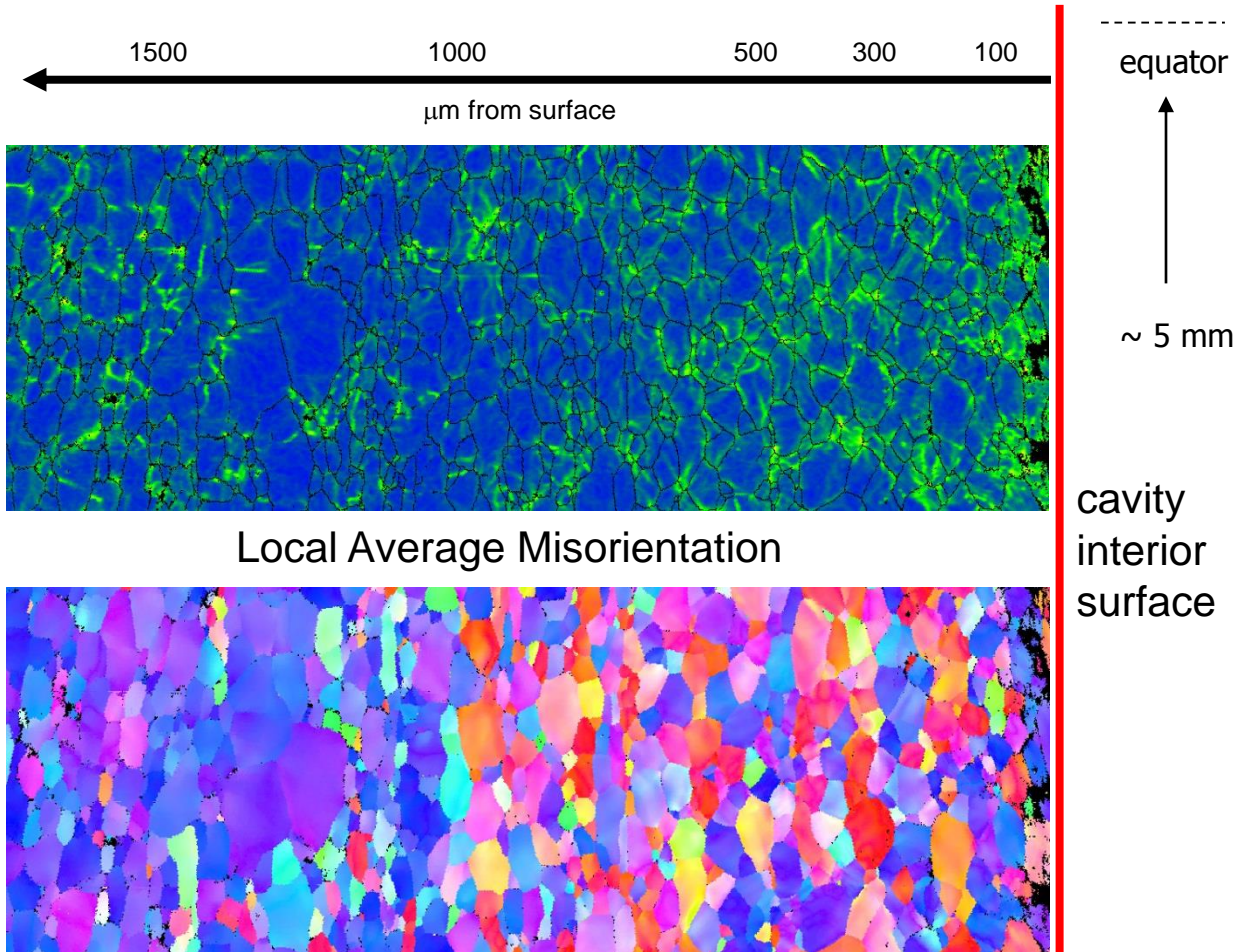 1500 1000 500 300 100
μm from surface
equator
~ 5 mm
Local Average Misorientation
cavity
interior
surface